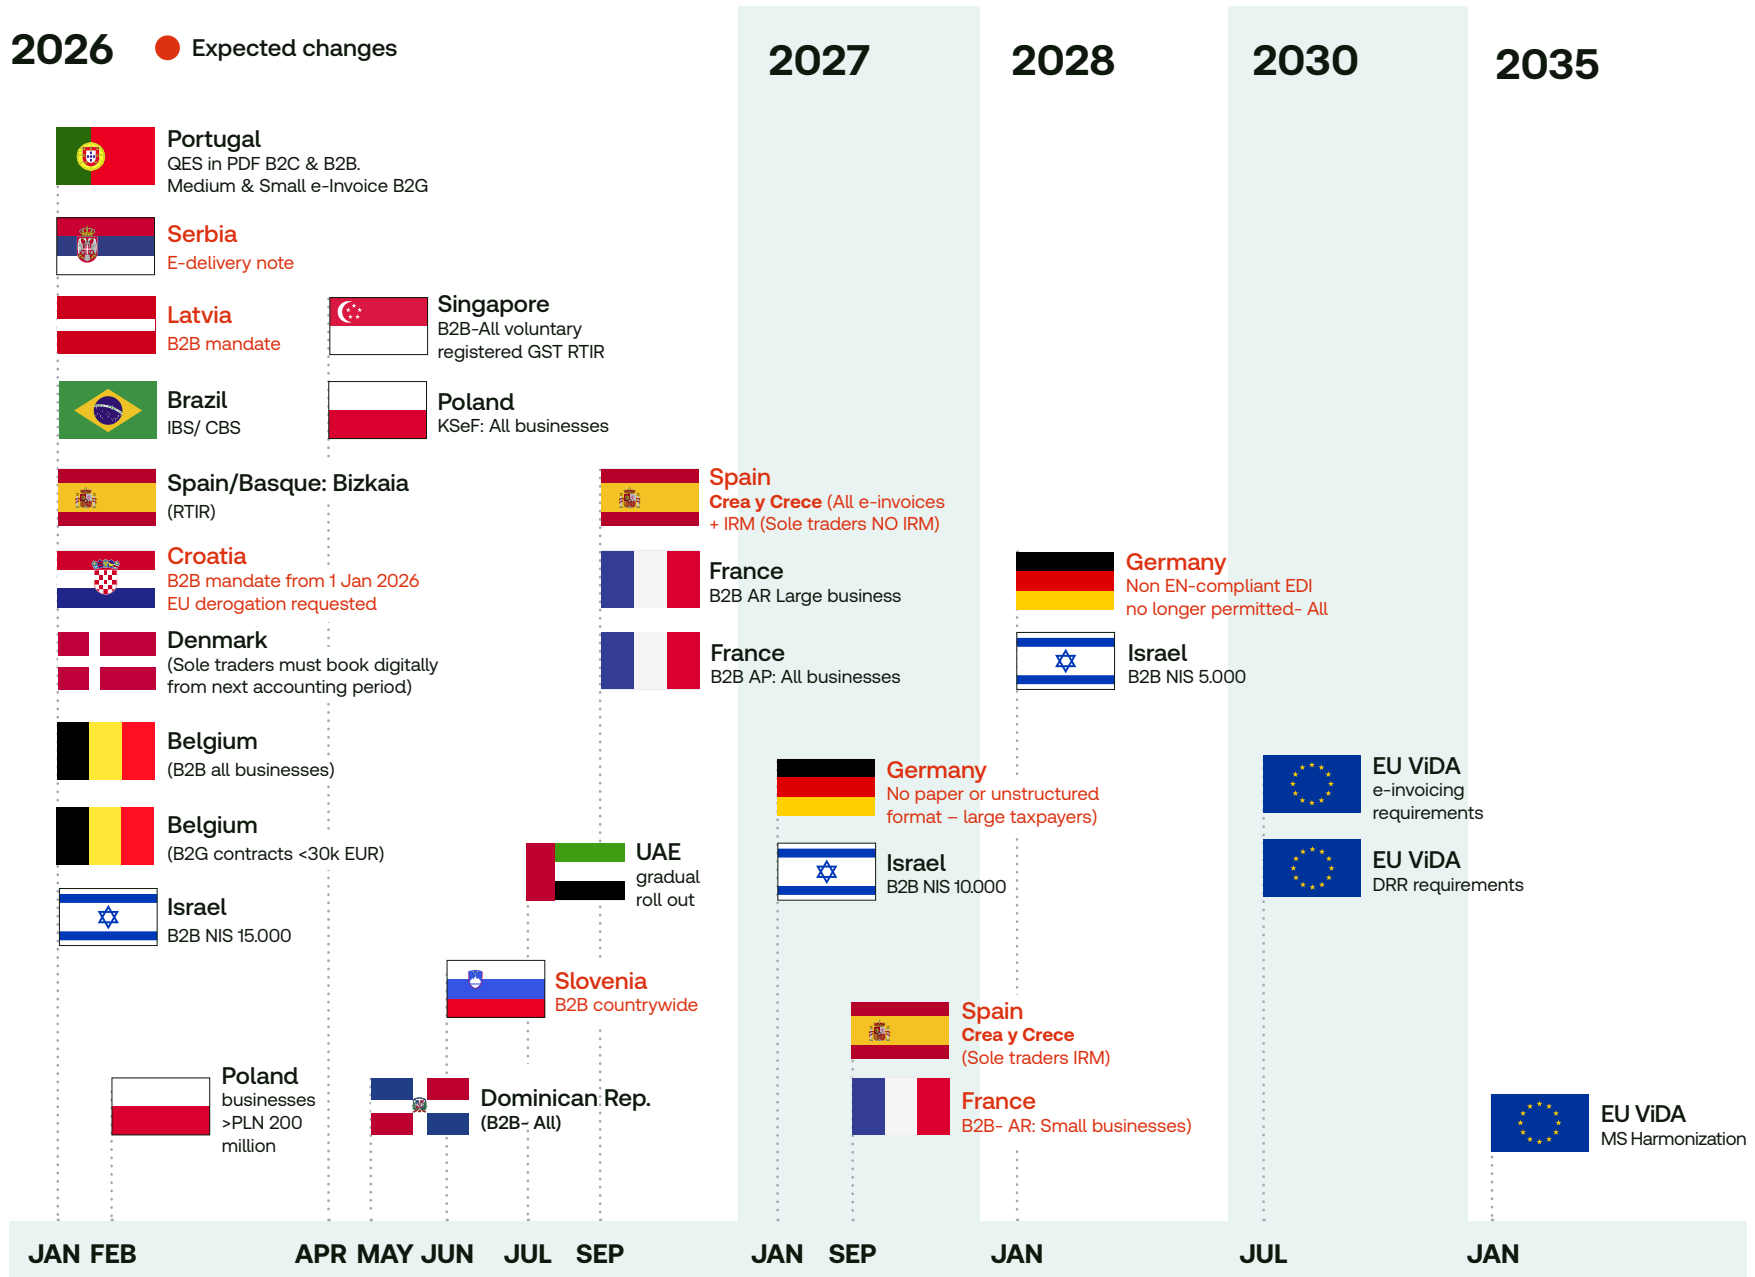 2026
Expected changes
2027
2028
2030
2035
Portugal
QES in PDF B2C & B2B.
Medium & Small e-Invoice B2G
Serbia
E-delivery note
Latvia
B2B mandate
Singapore
B2B-All voluntary
registered GST RTIR
Brazil
IBS/ CBS
Poland
KSeF: All businesses
Spain/Basque: Bizkaia
(RTIR)
Spain
Crea y Crece (All e-invoices
+ IRM (Sole traders NO IRM)
Croatia
B2B mandate from 1 Jan 2026
EU derogation requested
France
B2B AR Large business
Germany
Non EN-compliant EDI
no longer permitted- All
Denmark
(Sole traders must book digitally
from next accounting period)
France
B2B AP: All businesses
Israel
B2B NIS 5.000
Belgium
(B2B all businesses)
Germany
No paper or unstructured
format – large taxpayers)
EU ViDA
e-invoicing
requirements
Belgium
(B2G contracts <30k EUR)
UAE
gradual
roll out
Israel
B2B NIS 10.000
EU ViDA
DRR requirements
Israel
B2B NIS 15.000
Slovenia
B2B countrywide
Spain
Crea y Crece
(Sole traders IRM)
Poland
businesses
>PLN 200
million
Dominican Rep.
(B2B- All)
France
B2B- AR: Small businesses)
EU ViDA
MS Harmonization
JAN FEB APR MAY JUN JUL SEP JAN SEP JAN JUL JAN